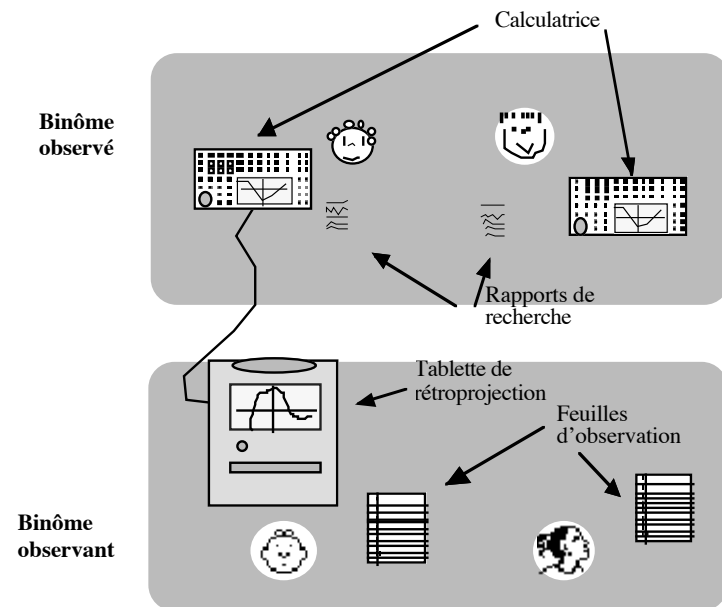 Calculatrice
Binôme
observé
Rapports de
recherche
Tablette de
rétroprojection
Feuilles
d'observation
Binôme
observant